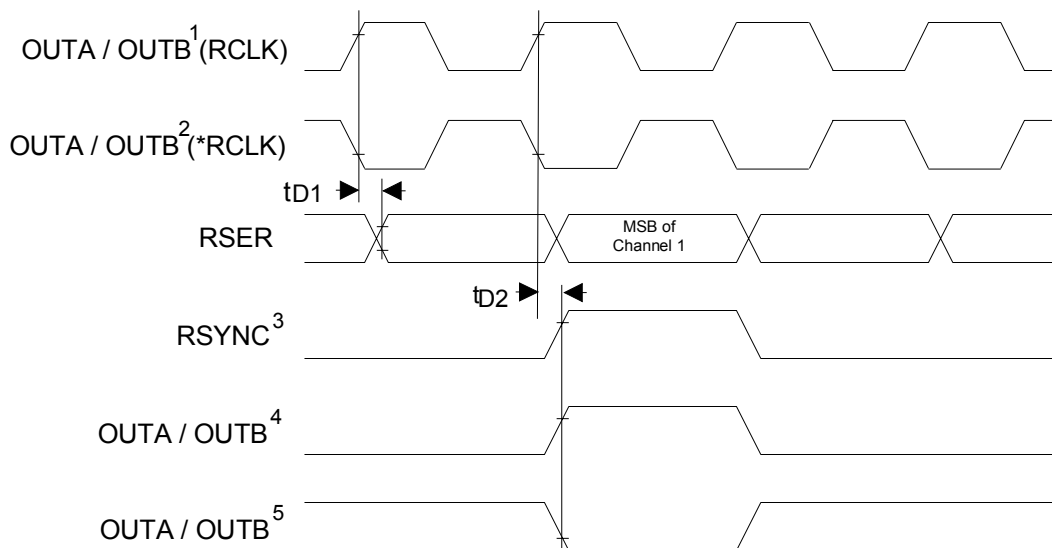 OUTA / OUTB1(RCLK)
OUTA / OUTB2(*RCLK)
tD1
RSER
MSB of
Channel 1
tD2
RSYNC3
OUTA / OUTB4
OUTA / OUTB5